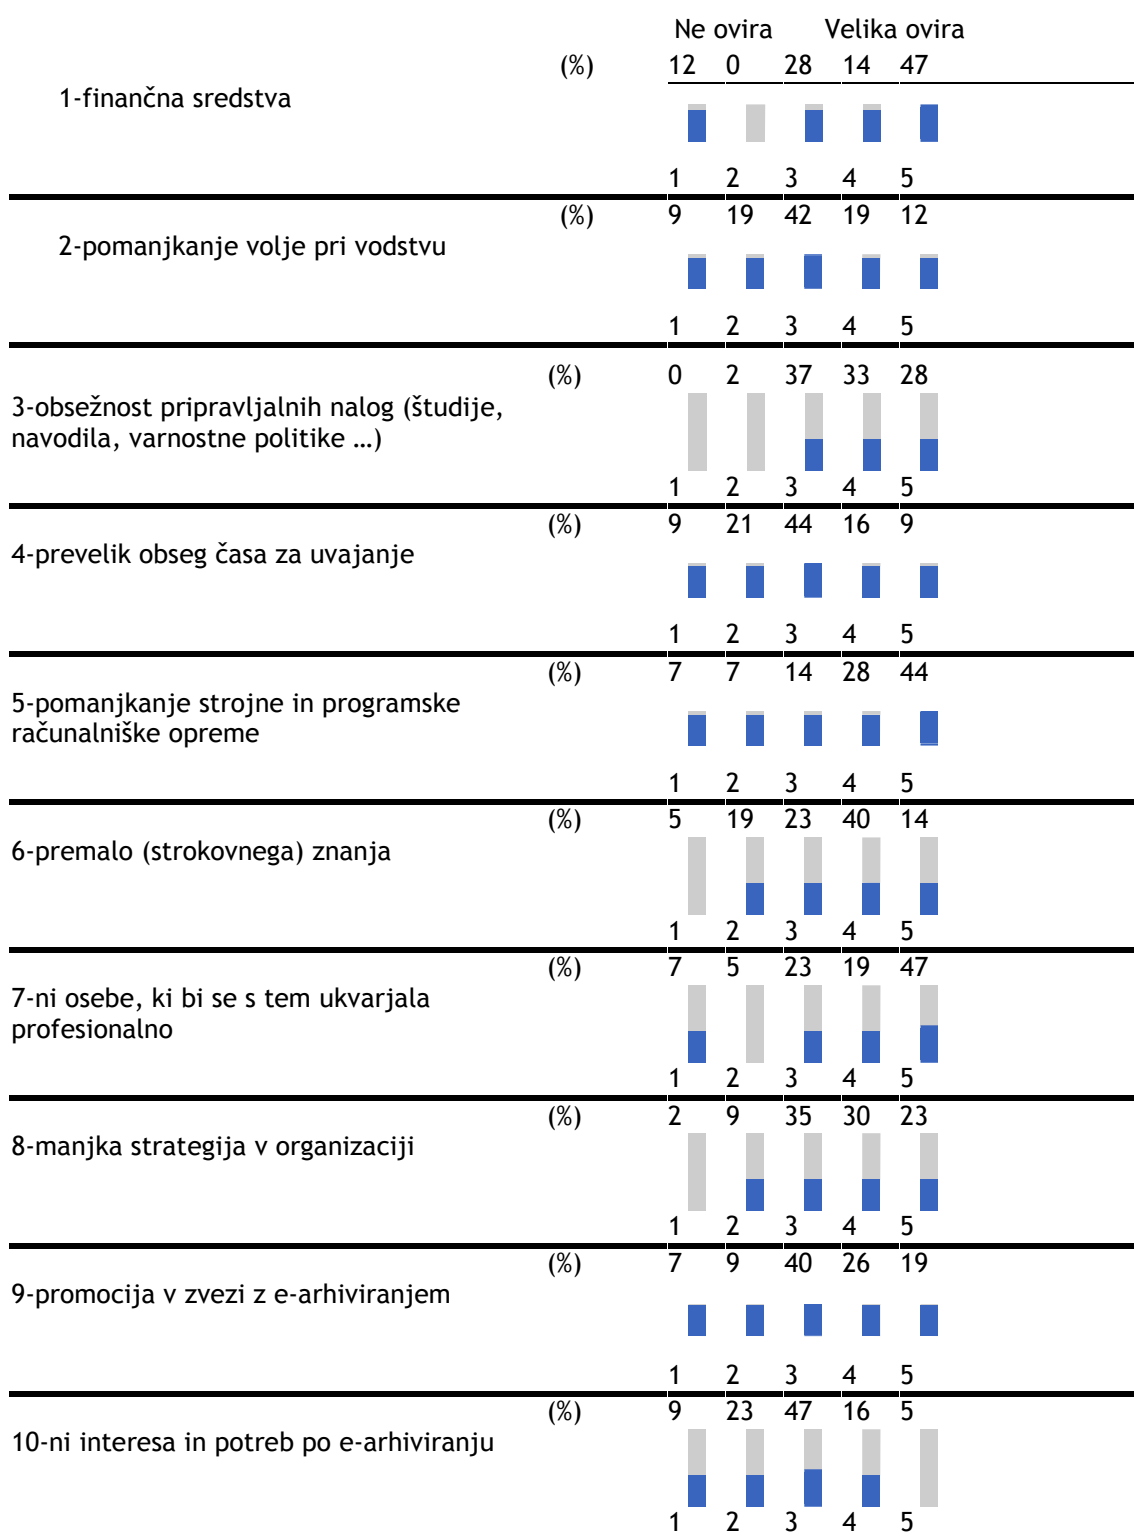 Ne ovira Velika ovira
(%) 12 0 28 14 47
1-finančna sredstva
1 2 3 4 5
(%) 9 19 42 19 12
2-pomanjkanje volje pri vodstvu
1 2 3 4 5
(%) 0 2 37 33 28
3-obsežnost pripravljalnih nalog (študije,
navodila, varnostne politike …)
1 2 3 4 5
(%) 9 21 44 16 9
4-prevelik obseg časa za uvajanje
1 2 3 4 5
(%) 7 7 14 28 44
5-pomanjkanje strojne in programske
računalniške opreme
1 2 3 4 5
(%) 5 19 23 40 14
6-premalo (strokovnega) znanja
1 2 3 4 5
(%) 7 5 23 19 47
7-ni osebe, ki bi se s tem ukvarjala
profesionalno
1 2 3 4 5
(%) 2 9 35 30 23
8-manjka strategija v organizaciji
1 2 3 4 5
(%) 7 9 40 26 19
9-promocija v zvezi z e-arhiviranjem
1 2 3 4 5
(%) 9 23 47 16 5
10-ni interesa in potreb po e-arhiviranju
1 2 3 4 5